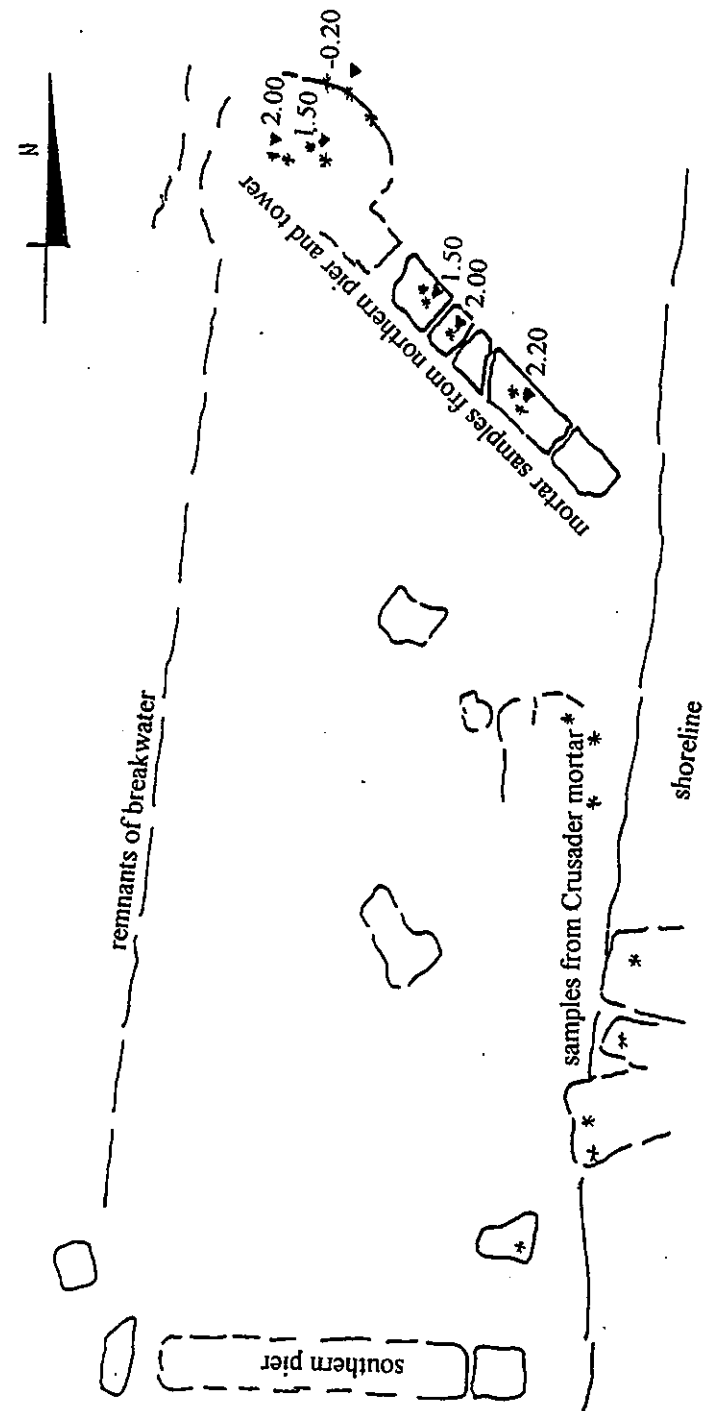 N
-0.20
2.00
1.50
mortar samples from northern pier and tower
1.50
2.00
2.20
remnants of breakwater
samples from Crusader mortar*
shoreline
southern pier